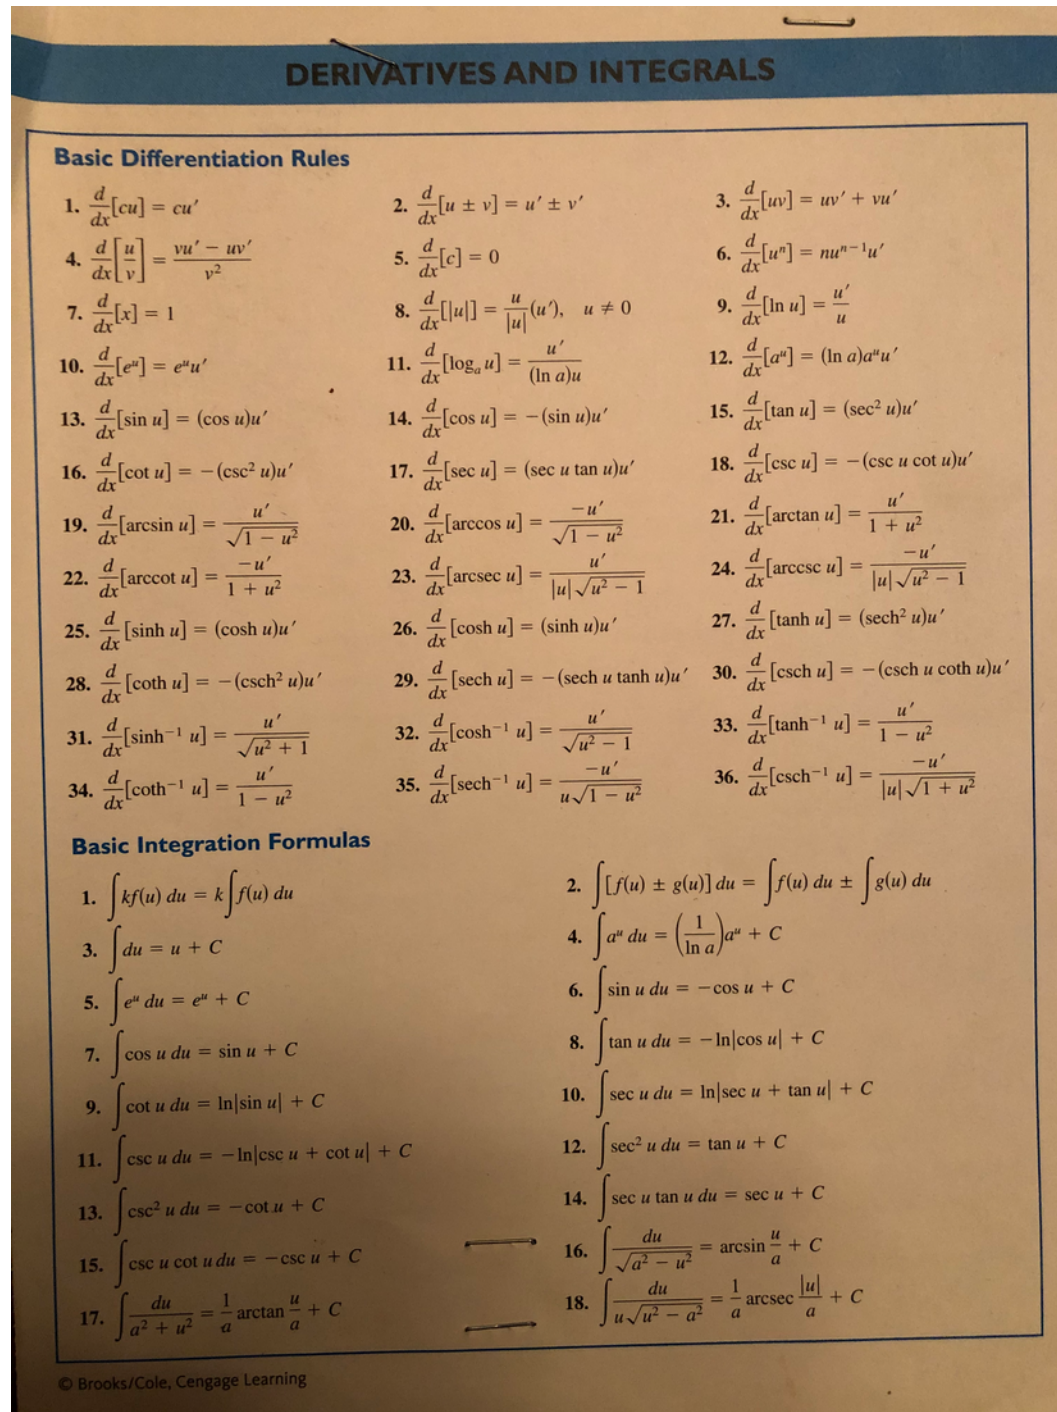 DERIVATIVES AND INTEGRALS
Basic Differentiation Rules
1. d/dx[cu] = cu′ 2. d/dx[u ± v] = u′ ± v′ 3. d/dx[uv] = uv′ + vu′
4. d/dx[u/v] = (vu′ − uv′)/v² 5. d/dx[c] = 0 6. d/dx[uⁿ] = nuⁿ⁻¹u′
7. d/dx[x] = 1 8. d/dx[|u|] = u/|u|(u′), u ≠ 0 9. d/dx[ln u] = u′/u
10. d/dx[eᵘ] = eᵘu′ 11. d/dx[logₐ u] = u′/((ln a)u) 12. d/dx[aᵘ] = (ln a)aᵘu′
13. d/dx[sin u] = (cos u)u′ 14. d/dx[cos u] = −(sin u)u′ 15. d/dx[tan u] = (sec² u)u′
16. d/dx[cot u] = −(csc² u)u′ 17. d/dx[sec u] = (sec u tan u)u′ 18. d/dx[csc u] = −(csc u cot u)u′
19. d/dx[arcsin u] = u′/√(1 − u²) 20. d/dx[arccos u] = −u′/√(1 − u²) 21. d/dx[arctan u] = u′/(1 + u²)
22. d/dx[arccot u] = −u′/(1 + u²) 23. d/dx[arcsec u] = u′/(|u|√(u² − 1)) 24. d/dx[arccsc u] = −u′/(|u|√(u² − 1))
25. d/dx[sinh u] = (cosh u)u′ 26. d/dx[cosh u] = (sinh u)u′ 27. d/dx[tanh u] = (sech² u)u′
28. d/dx[coth u] = −(csch² u)u′ 29. d/dx[sech u] = −(sech u tanh u)u′ 30. d/dx[csch u] = −(csch u coth u)u′
31. d/dx[sinh⁻¹ u] = u′/√(u² + 1) 32. d/dx[cosh⁻¹ u] = u′/√(u² − 1) 33. d/dx[tanh⁻¹ u] = u′/(1 − u²)
34. d/dx[coth⁻¹ u] = u′/(1 − u²) 35. d/dx[sech⁻¹ u] = −u′/(u√(1 − u²)) 36. d/dx[csch⁻¹ u] = −u′/(|u|√(1 + u²))
Basic Integration Formulas
1. ∫kf(u) du = k∫f(u) du 2. ∫[f(u) ± g(u)] du = ∫f(u) du ± ∫g(u) du
3. ∫du = u + C 4. ∫aᵘ du = (1/ln a)aᵘ + C
5. ∫eᵘ du = eᵘ + C 6. ∫sin u du = −cos u + C
7. ∫cos u du = sin u + C 8. ∫tan u du = −ln|cos u| + C
9. ∫cot u du = ln|sin u| + C 10. ∫sec u du = ln|sec u + tan u| + C
11. ∫csc u du = −ln|csc u + cot u| + C 12. ∫sec² u du = tan u + C
13. ∫csc² u du = −cot u + C 14. ∫sec u tan u du = sec u + C
15. ∫csc u cot u du = −csc u + C 16. ∫du/√(a² − u²) = arcsin u/a + C
17. ∫du/(a² + u²) = 1/a arctan u/a + C 18. ∫du/(u√(u² − a²)) = 1/a arcsec |u|/a + C
© Brooks/Cole, Cengage Learning